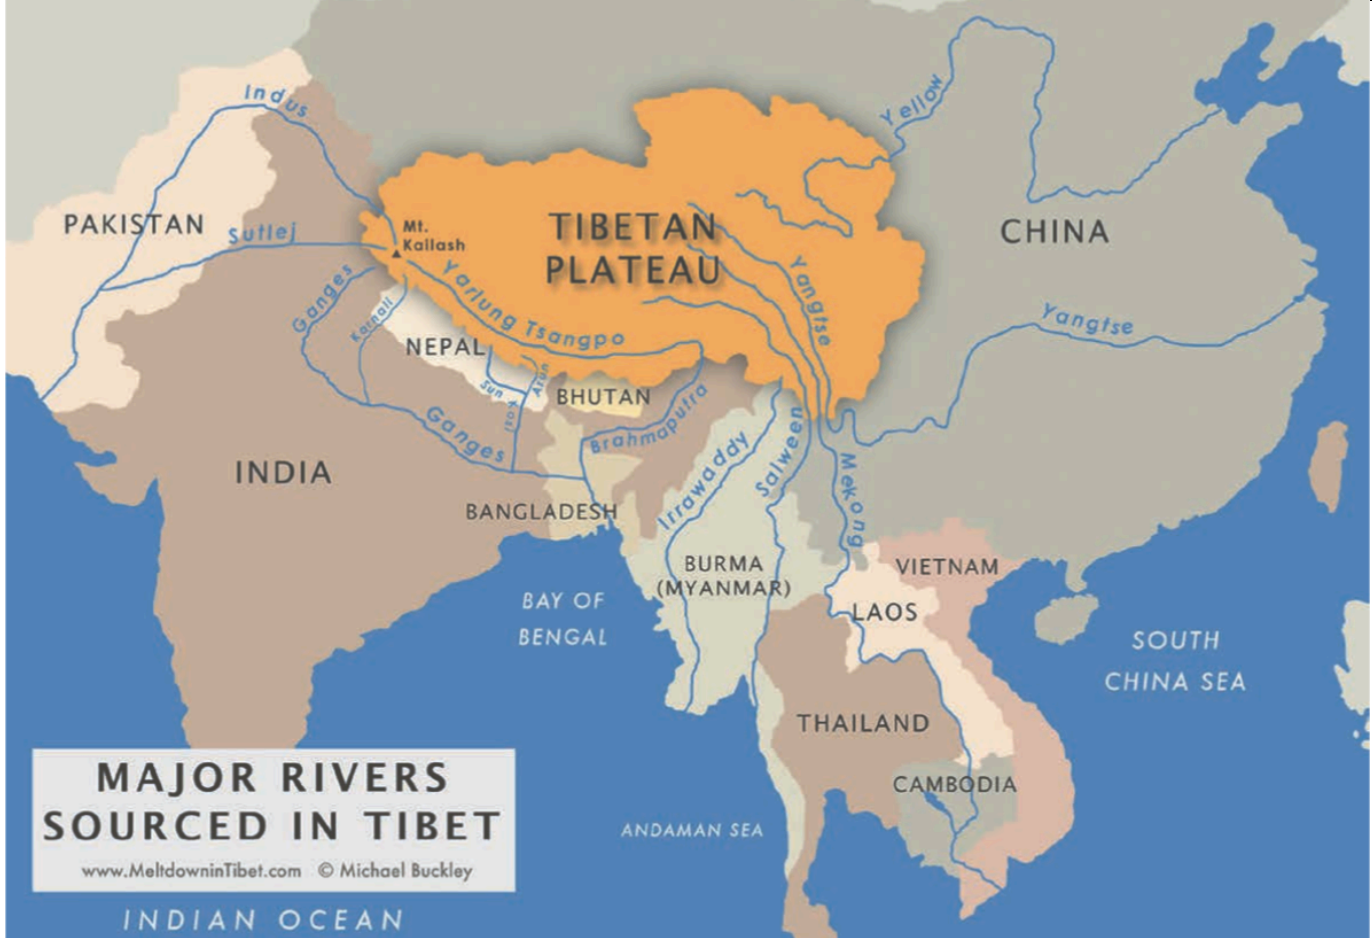 Indus
Yellow
PAKISTAN
Sutlej
Mt.
Kailash
TIBETAN
PLATEAU
CHINA
Ganges
Karnali
Yarlung Tsangpo
Yangtse
Yangtse
NEPAL
Sun
Kosi
Arun
BHUTAN
Ganges
Brahmaputra
INDIA
Irrawaddy
Salween
Mekong
BANGLADESH
BURMA
(MYANMAR)
VIETNAM
LAOS
BAY OF
BENGAL
SOUTH
CHINA SEA
THAILAND
CAMBODIA
ANDAMAN SEA
MAJOR RIVERS
SOURCED IN TIBET
www.MeltdowninTibet.com © Michael Buckley
INDIAN OCEAN